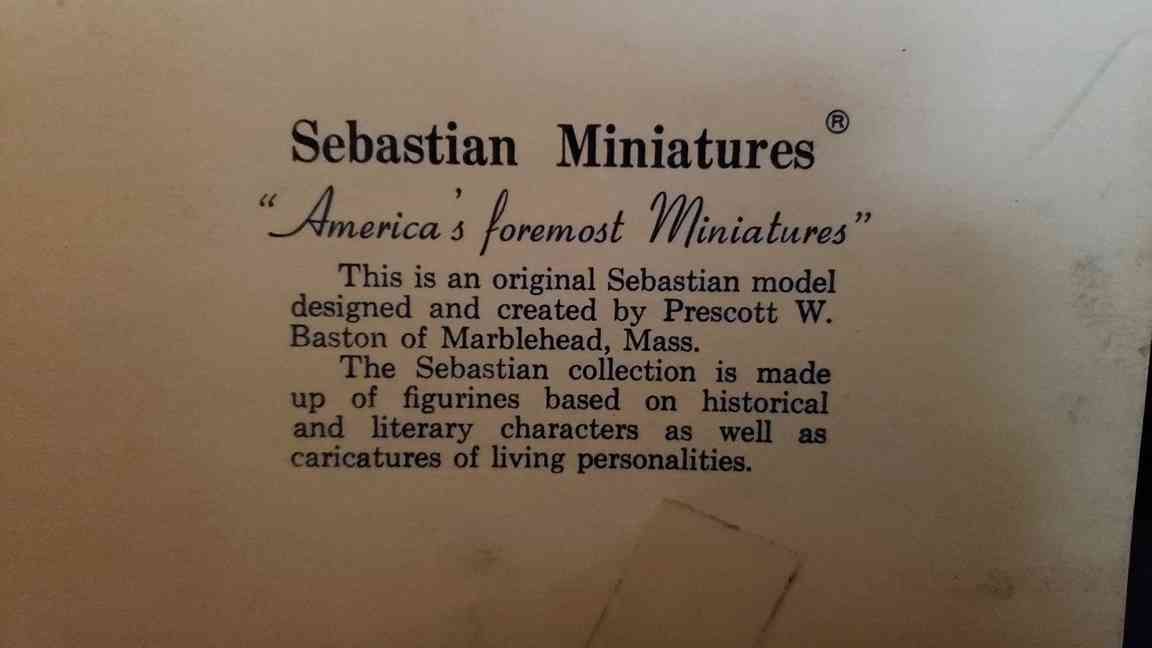 Sebastian Miniatures®
“America's foremost Miniatures”
This is an original Sebastian model
designed and created by Prescott W.
Baston of Marblehead, Mass.
The Sebastian collection is made
up of figurines based on historical
and literary characters as well as
caricatures of living personalities.